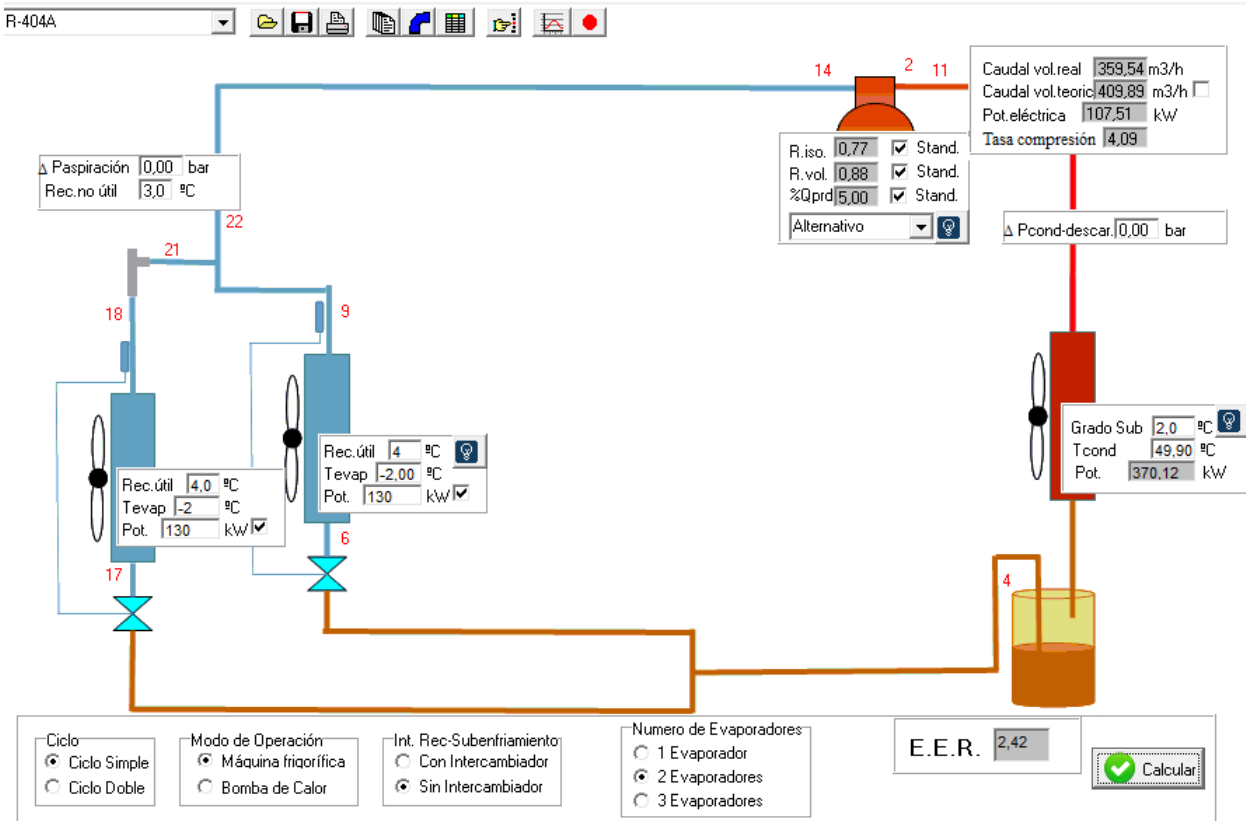 R-404A
14
2
11
Caudal vol.real 359,54 m3/h
Caudal vol.teoric 409,89 m3/h
Pot.eléctrica 107,51 kW
Tasa compresión 4,09
Δ Paspiración 0,00 bar
Rec.no útil 3,0 ºC
R.iso. 0,77 Stand.
R.vol. 0,88 Stand.
%Qprd 5,00 Stand.
Alternativo
22
Δ Pcond-descar. 0,00 bar
21
18
9
Rec.útil 4 ºC
Tevap -2,00 ºC
Pot. 130 kW
Grado Sub 2,0 ºC
Tcond 49,90 ºC
Pot. 370,12 kW
Rec.útil 4,0 ºC
Tevap -2 ºC
Pot. 130 kW
6
17
4
Ciclo
Ciclo Simple
Ciclo Doble
Modo de Operación
Máquina frigorífica
Bomba de Calor
Int. Rec-Subenfriamiento
Con Intercambiador
Sin Intercambiador
Numero de Evaporadores
1 Evaporador
2 Evaporadores
3 Evaporadores
E.E.R. 2,42
Calcular